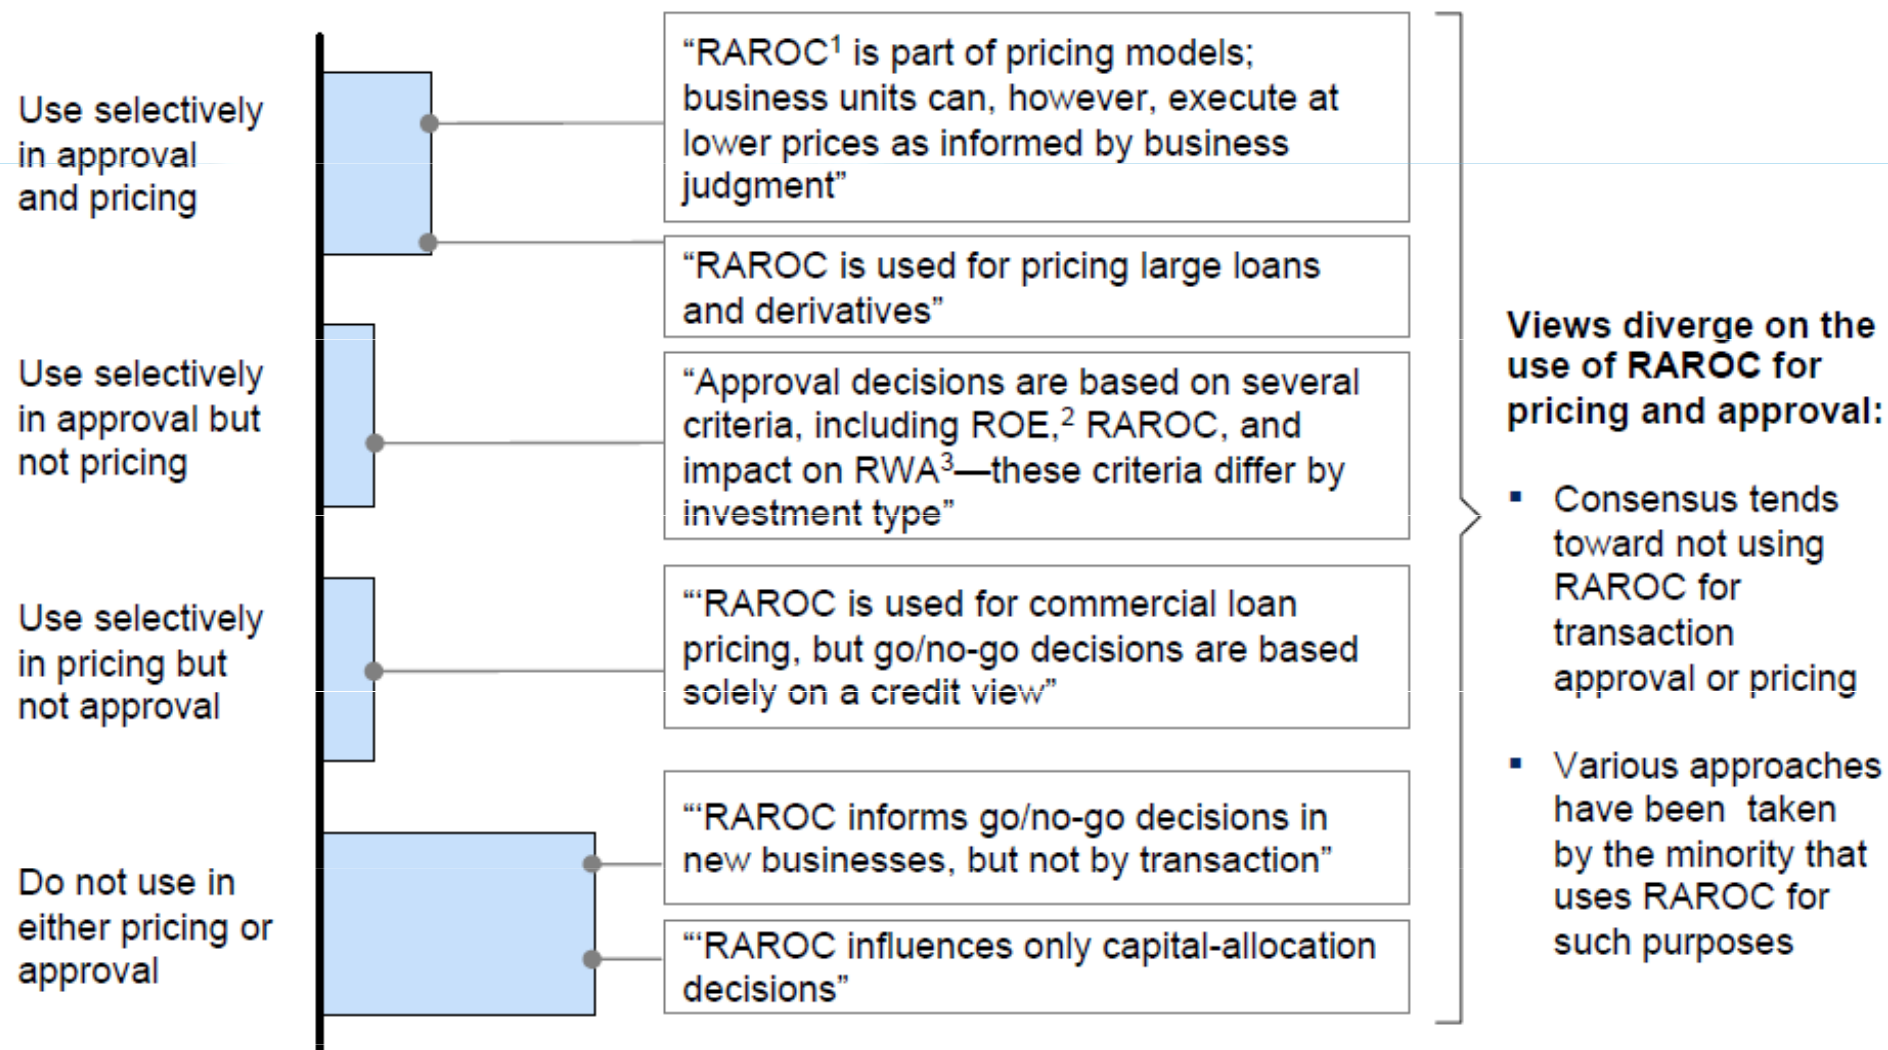 Use selectively
in approval
and pricing
“RAROC¹ is part of pricing models;
business units can, however, execute at
lower prices as informed by business
judgment”
“RAROC is used for pricing large loans
and derivatives”
Use selectively
in approval but
not pricing
“Approval decisions are based on several
criteria, including ROE,² RAROC, and
impact on RWA³—these criteria differ by
investment type”
Use selectively
in pricing but
not approval
“‘RAROC is used for commercial loan
pricing, but go/no-go decisions are based
solely on a credit view”
Do not use in
either pricing or
approval
“‘RAROC informs go/no-go decisions in
new businesses, but not by transaction”
“‘RAROC influences only capital-allocation
decisions”
Views diverge on the
use of RAROC for
pricing and approval:
▪ Consensus tends
toward not using
RAROC for
transaction
approval or pricing
▪ Various approaches
have been taken
by the minority that
uses RAROC for
such purposes